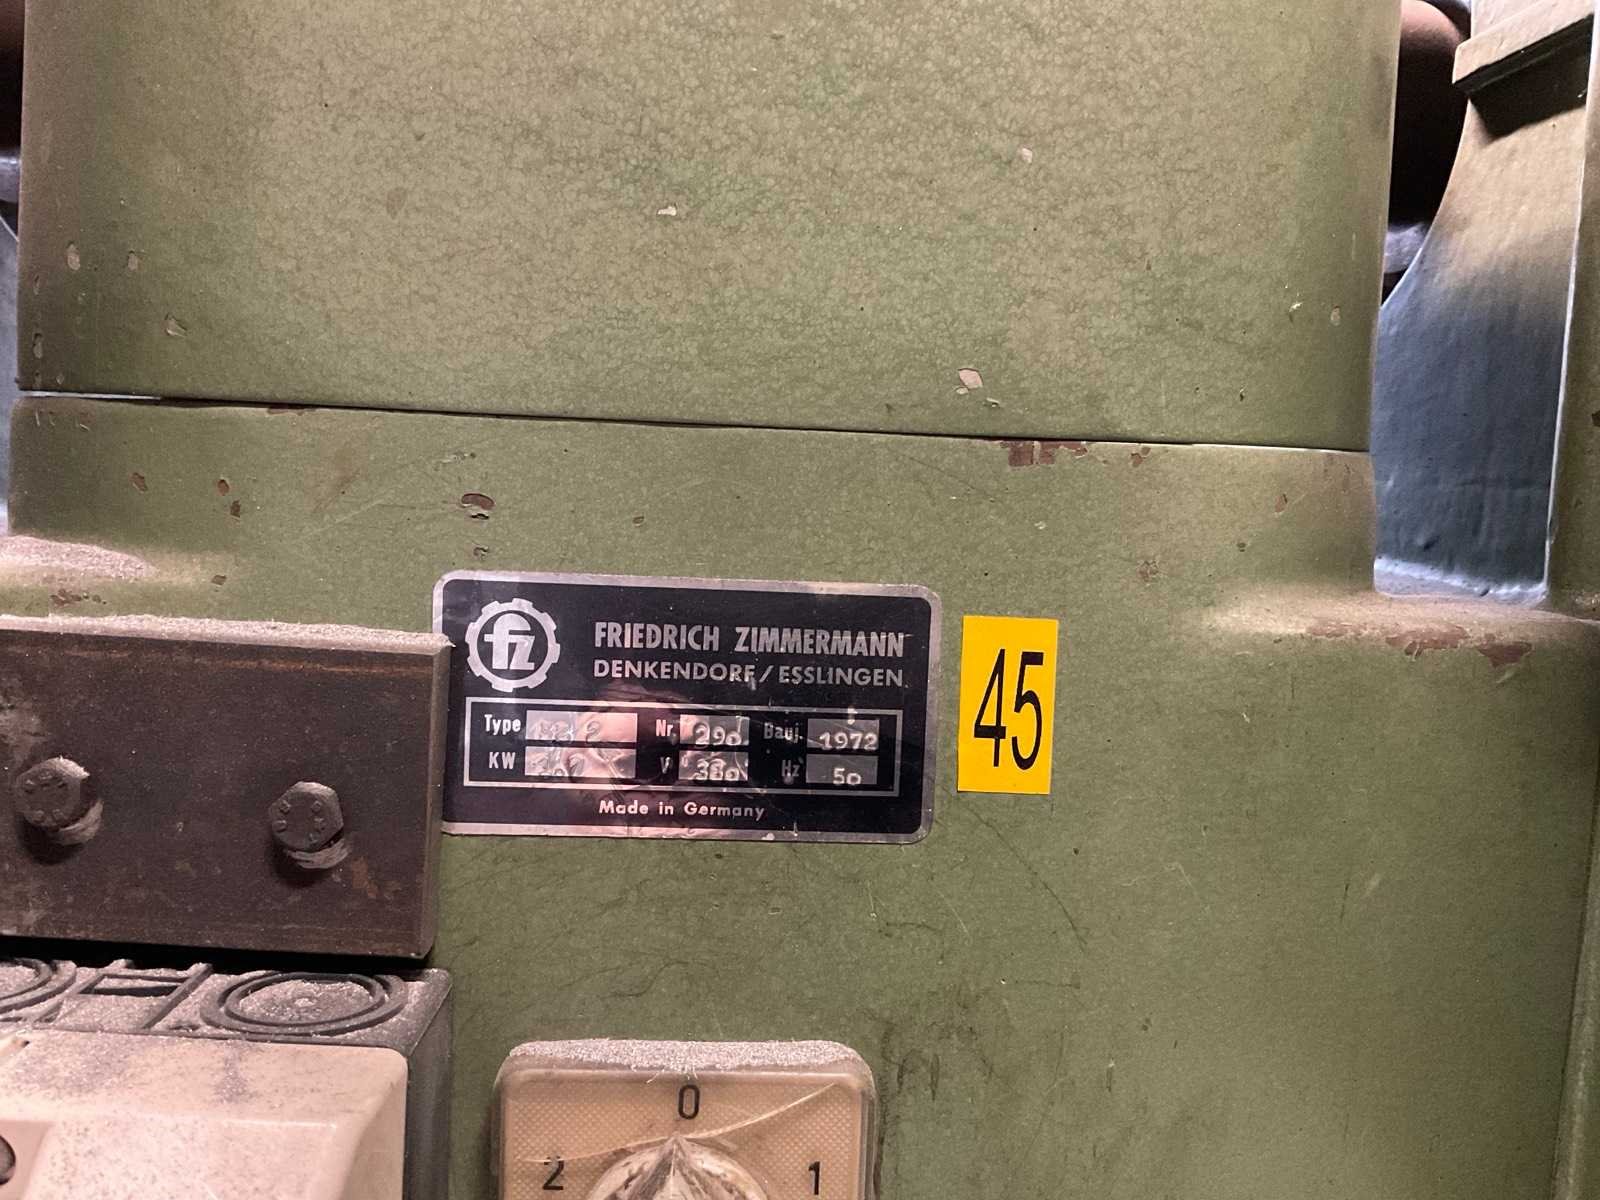 fz
FRIEDRICH ZIMMERMANN
DENKENDORF / ESSLINGEN
Type Nr. 290 Bauj. 1972
KW V 380 Hz 50
Made in Germany
45
0
2 1